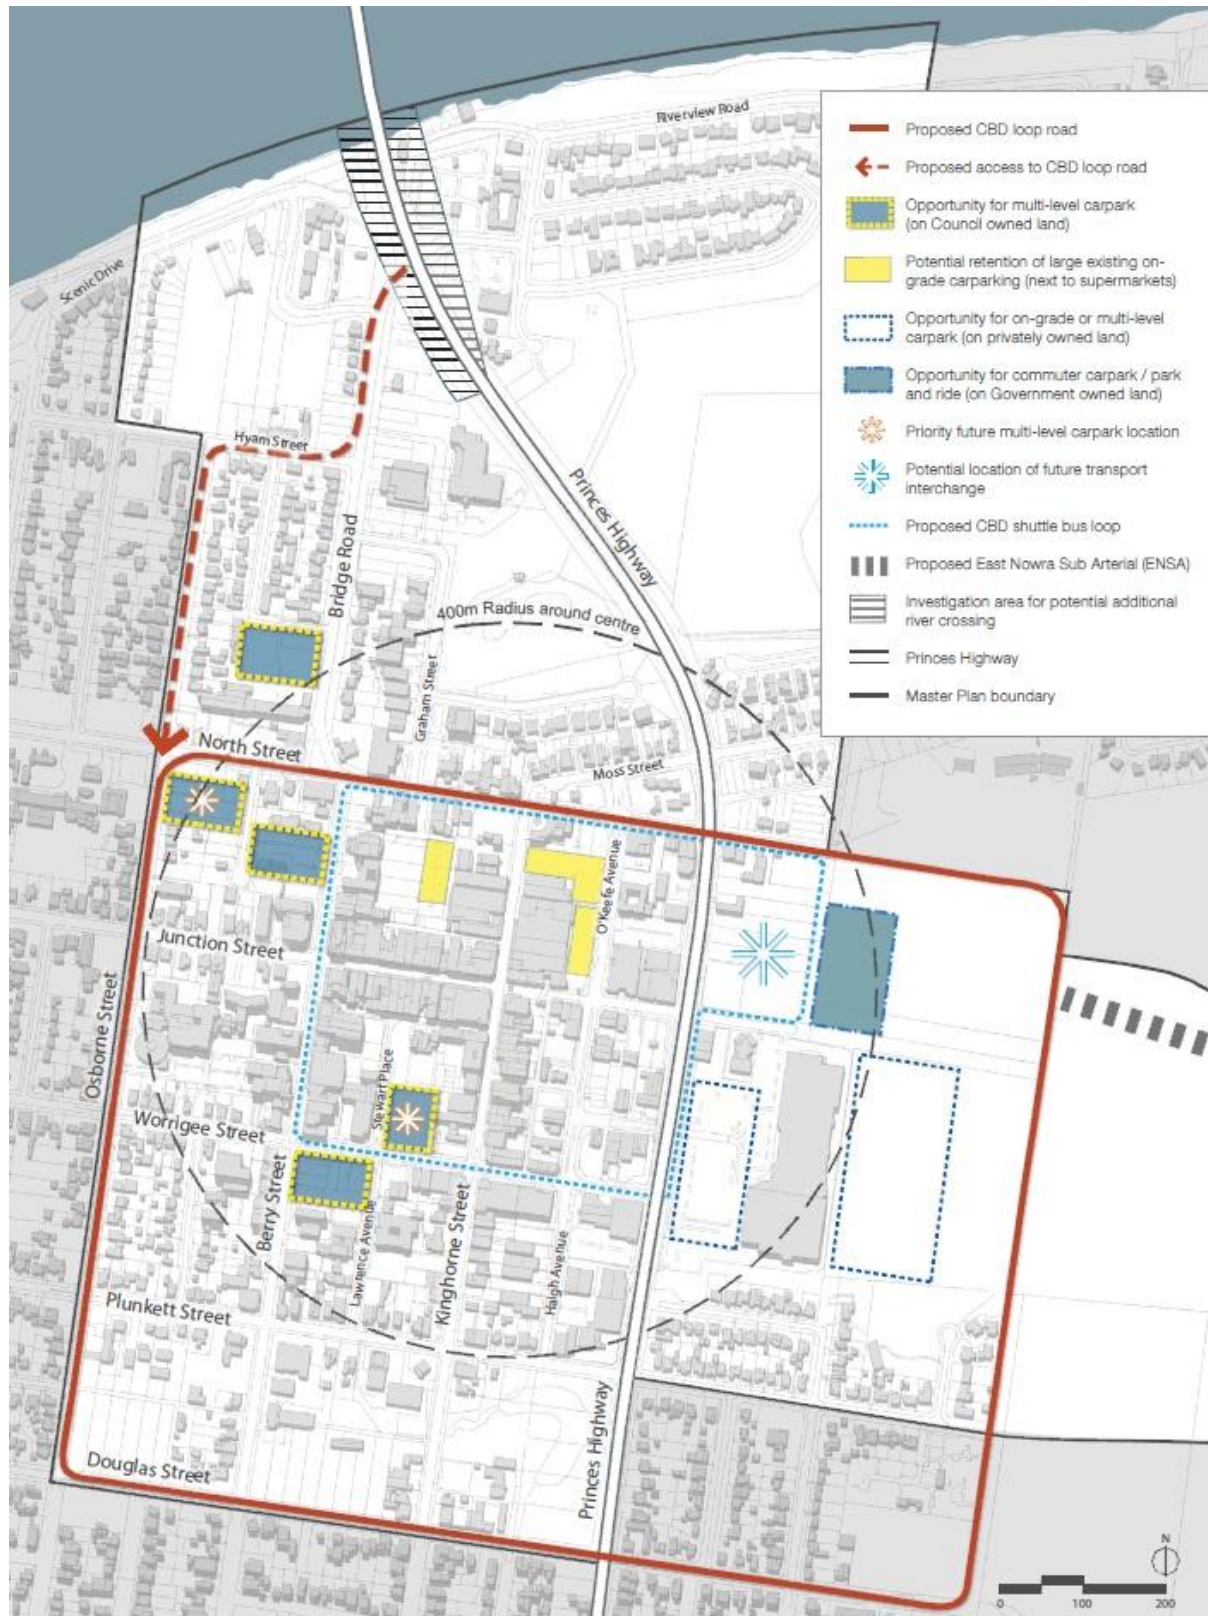 Riverview Road
Scenic Drive
Hyam Street
Bridge Road
Princes Highway
400m Radius around centre
Graham Street
North Street
Moss Street
O'Keefe Avenue
Junction Street
Osborne Street
Stewart Place
Worrigee Street
Berry Street
Lawrence Avenue
Kinghorne Street
Haigh Avenue
Plunkett Street
Princes Highway
Douglas Street
Proposed CBD loop road
Proposed access to CBD loop road
Opportunity for multi-level carpark
(on Council owned land)
Potential retention of large existing on-
grade carparking (next to supermarkets)
Opportunity for on-grade or multi-level
carpark (on privately owned land)
Opportunity for commuter carpark / park
and ride (on Government owned land)
Priority future multi-level carpark location
Potential location of future transport
interchange
Proposed CBD shuttle bus loop
Proposed East Nowra Sub Arterial (ENSA)
Investigation area for potential additional
river crossing
Princes Highway
Master Plan boundary
N
0 100 200